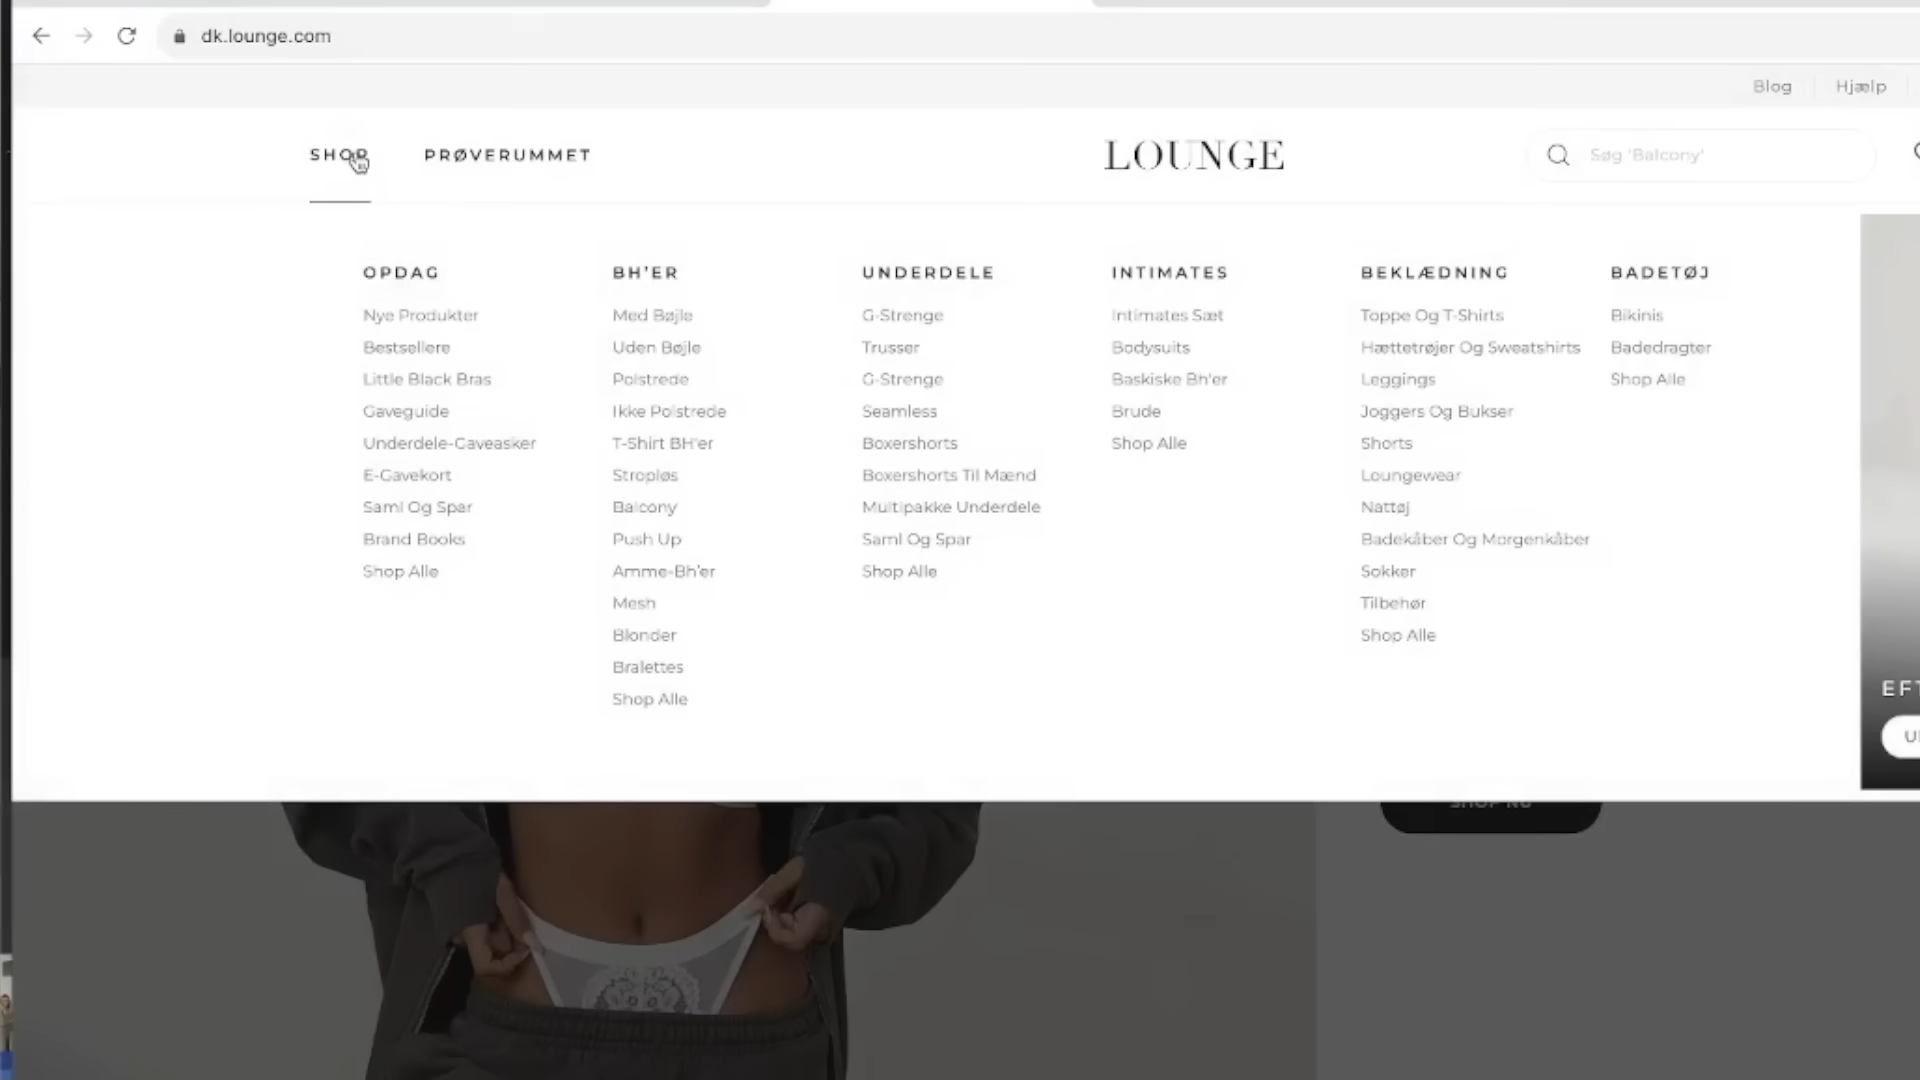 dk.lounge.com
Blog
Hjælp
SHOP
PRØVERUMMET
LOUNGE
Søg 'Balcony'
OPDAG
Nye Produkter
Bestsellere
Little Black Bras
Gaveguide
Underdele-Gaveasker
E-Gavekort
Saml Og Spar
Brand Books
Shop Alle
BH'ER
Med Bøjle
Uden Bøjle
Polstrede
Ikke Polstrede
T-Shirt BH'er
Stropløs
Balcony
Push Up
Amme-Bh'er
Mesh
Blonder
Bralettes
Shop Alle
UNDERDELE
G-Strenge
Trusser
G-Strenge
Seamless
Boxershorts
Boxershorts Til Mænd
Multipakke Underdele
Saml Og Spar
Shop Alle
INTIMATES
Intimates Sæt
Bodysuits
Baskiske Bh'er
Brude
Shop Alle
BEKLÆDNING
Toppe Og T-Shirts
Hættetrøjer Og Sweatshirts
Leggings
Joggers Og Bukser
Shorts
Loungewear
Nattøj
Badekåber Og Morgenkåber
Sokker
Tilbehør
Shop Alle
BADETØJ
Bikinis
Badedragter
Shop Alle
SHOP NU